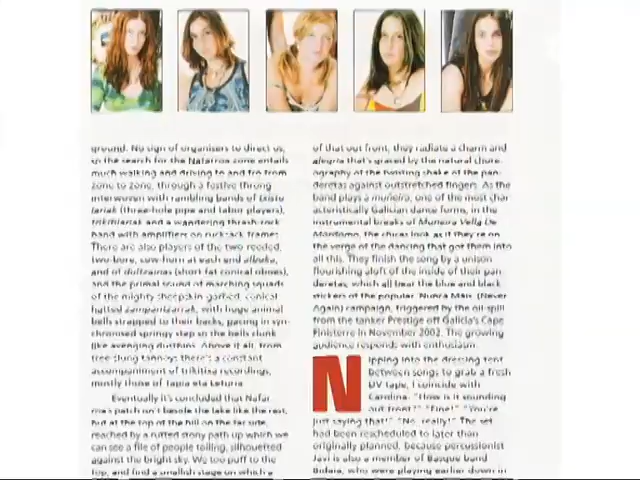 ground. No sign of organisers to direct us,
so the search for the Nafarroa zone entails
much walking and driving to and fro from
zone to zone, through a festive throng
interwoven with rambling bands of txistu
lariak (three-hole pipe and tabor players),
trikitilariak and a wandering thrash rock
band with amplifiers on rucksack frames.
There are also players of the two reeded,
two-bore, cow-horn at each end alboka,
and of dultzainas (short fat conical oboes),
and the primal sound of marching squads
of the mighty sheepskin garbed, conical
hatted zanpantzarrak, with huge animal
bells strapped to their backs, pacing in syn-
chronised springy step so the bells clunk
like avenging dustbins. Above it all, from
tree slung tannoys there's a constant
accompaniment of trikitixa recordings,
mostly those of Tapia eta Leturia.
Eventually it's concluded that Nafar
roa's patch isn't beside the lake like the rest,
but at the top of the hill on the far side,
reached by a rutted stony path up which we
can see a file of people toiling, silhouetted
against the bright sky. We too puff to the
top, and find a smallish stage on which a
of that out front, they radiate a charm and
alegria that's graced by the natural chore-
ography of the twisting shake of the pan-
deretas against outstretched fingers. As the
band plays a muñeira, one of the most char
acteristically Galician dance forms, in the
instrumental breaks of Muneira Vella De
Mordomo, the chicas look as if they're on
the verge of the dancing that got them into
all this. They finish the song by a unison
flourishing aloft of the inside of their pan
deretas, which all bear the blue and black
stickers of the popular Nunca Máis (Never
Again) campaign, triggered by the oil spill
from the tanker Prestige off Galicia's Cape
Finisterre in November 2002. The growing
audience responds with enthusiasm.
Nipping into the dressing tent
between songs to grab a fresh
DV tape, I coincide with
Carolina. "How is it sounding
out front?" "Fine!" "You're
just saying that!" "No, really!" The set
had been rescheduled to later than
originally planned, because percussionist
Javi is also a member of Basque band
Bidaia, who were playing earlier down in